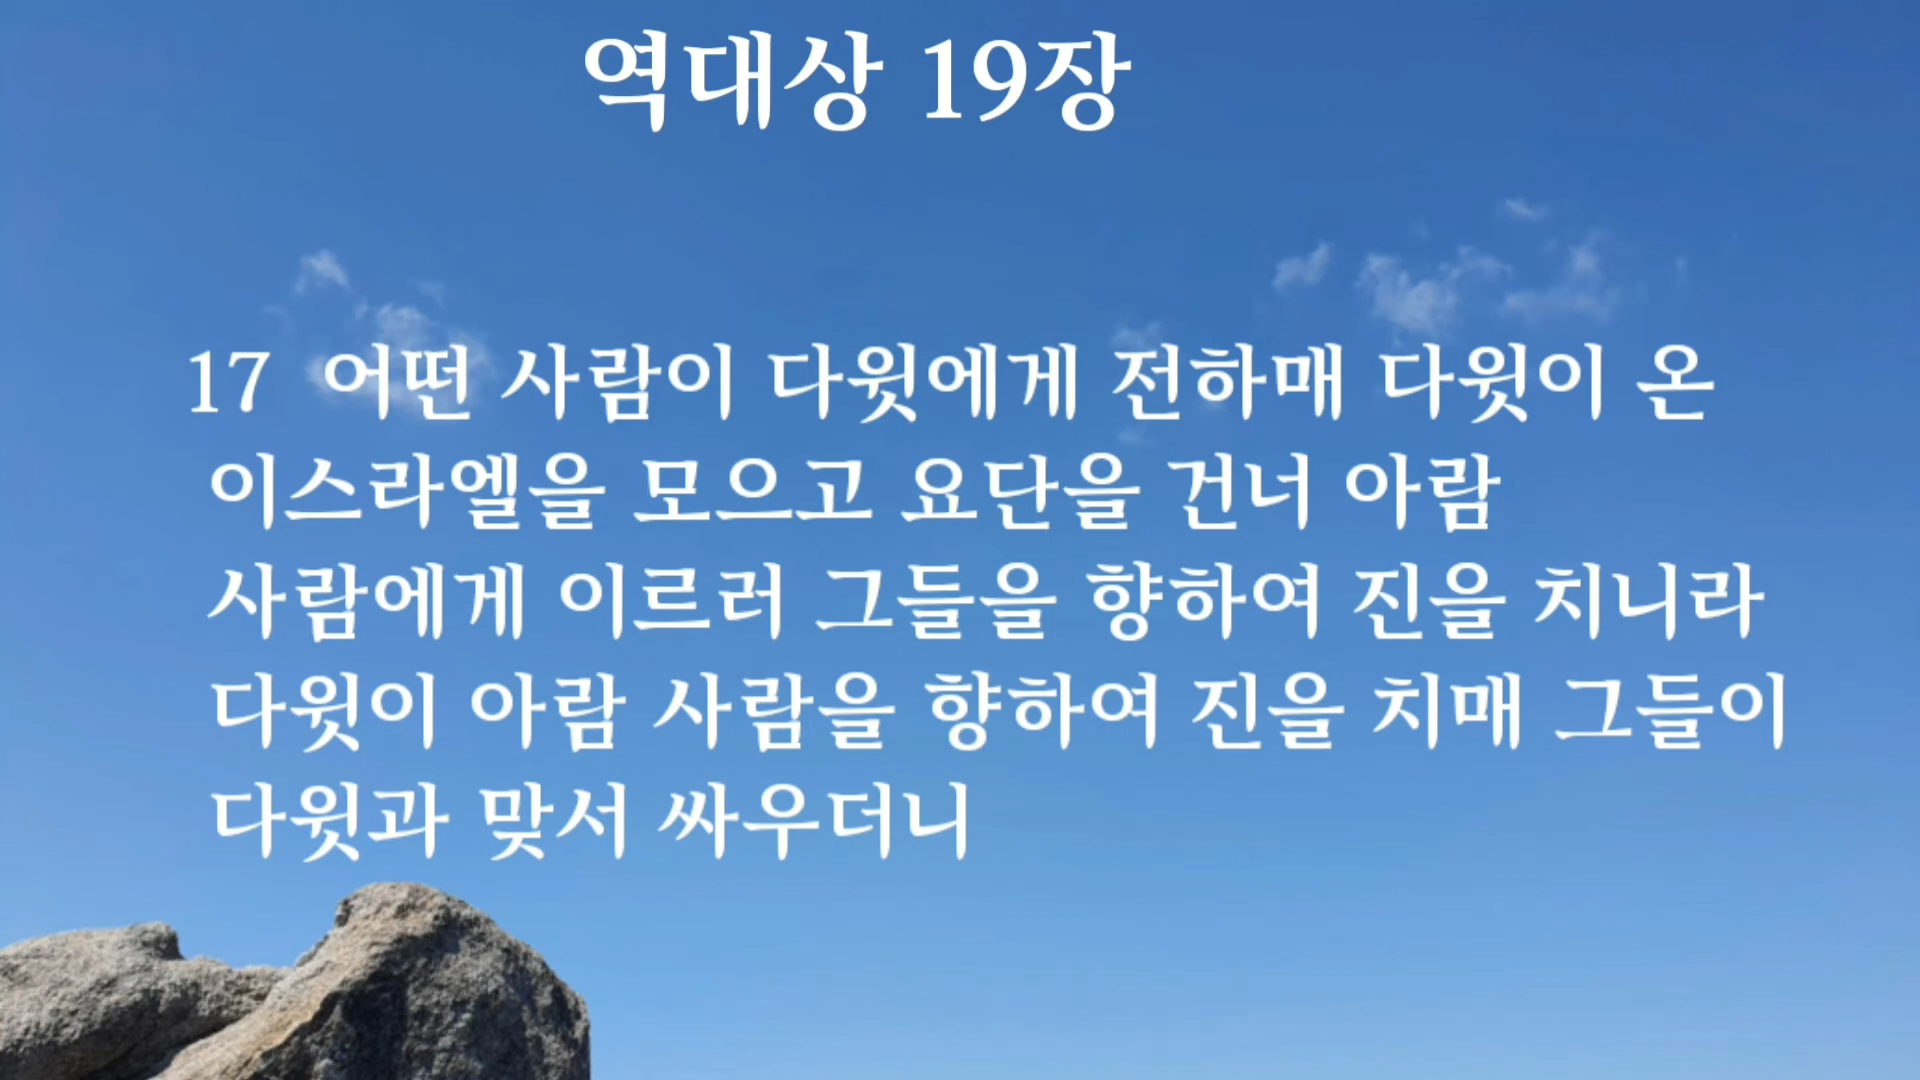 역대상 19장
17 어떤 사람이 다윗에게 전하매 다윗이 온
이스라엘을 모으고 요단을 건너 아람
사람에게 이르러 그들을 향하여 진을 치니라
다윗이 아람 사람을 향하여 진을 치매 그들이
다윗과 맞서 싸우더니